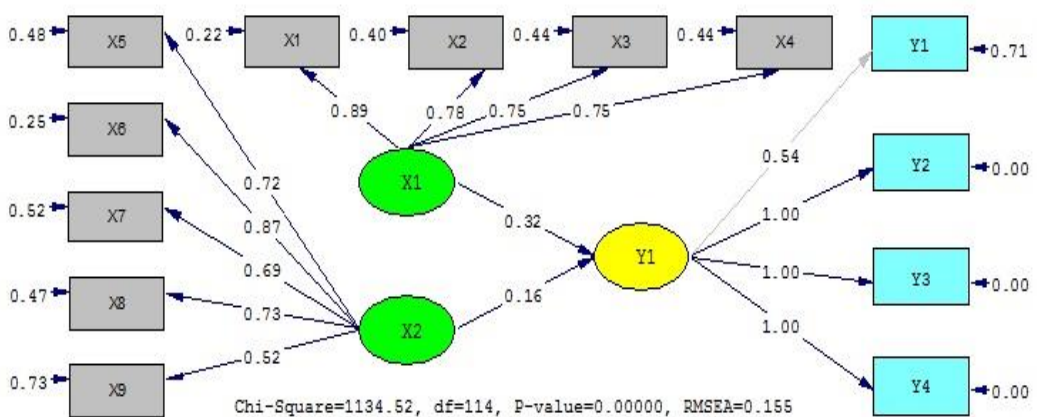 0.48 X5 0.22 X1 0.40 X2 0.44 X3 0.44 X4 Y1 0.71
0.89 0.78 0.75 0.75
0.25 X6
0.54
Y2 0.00
0.72
X1
0.52 X7
0.87
0.32
1.00
0.69
Y1
1.00
Y3 0.00
0.47 X8
0.73
X2
0.16
1.00
0.52
0.73 X9
Y4 0.00
Chi-Square=1134.52, df=114, P-value=0.00000, RMSEA=0.155